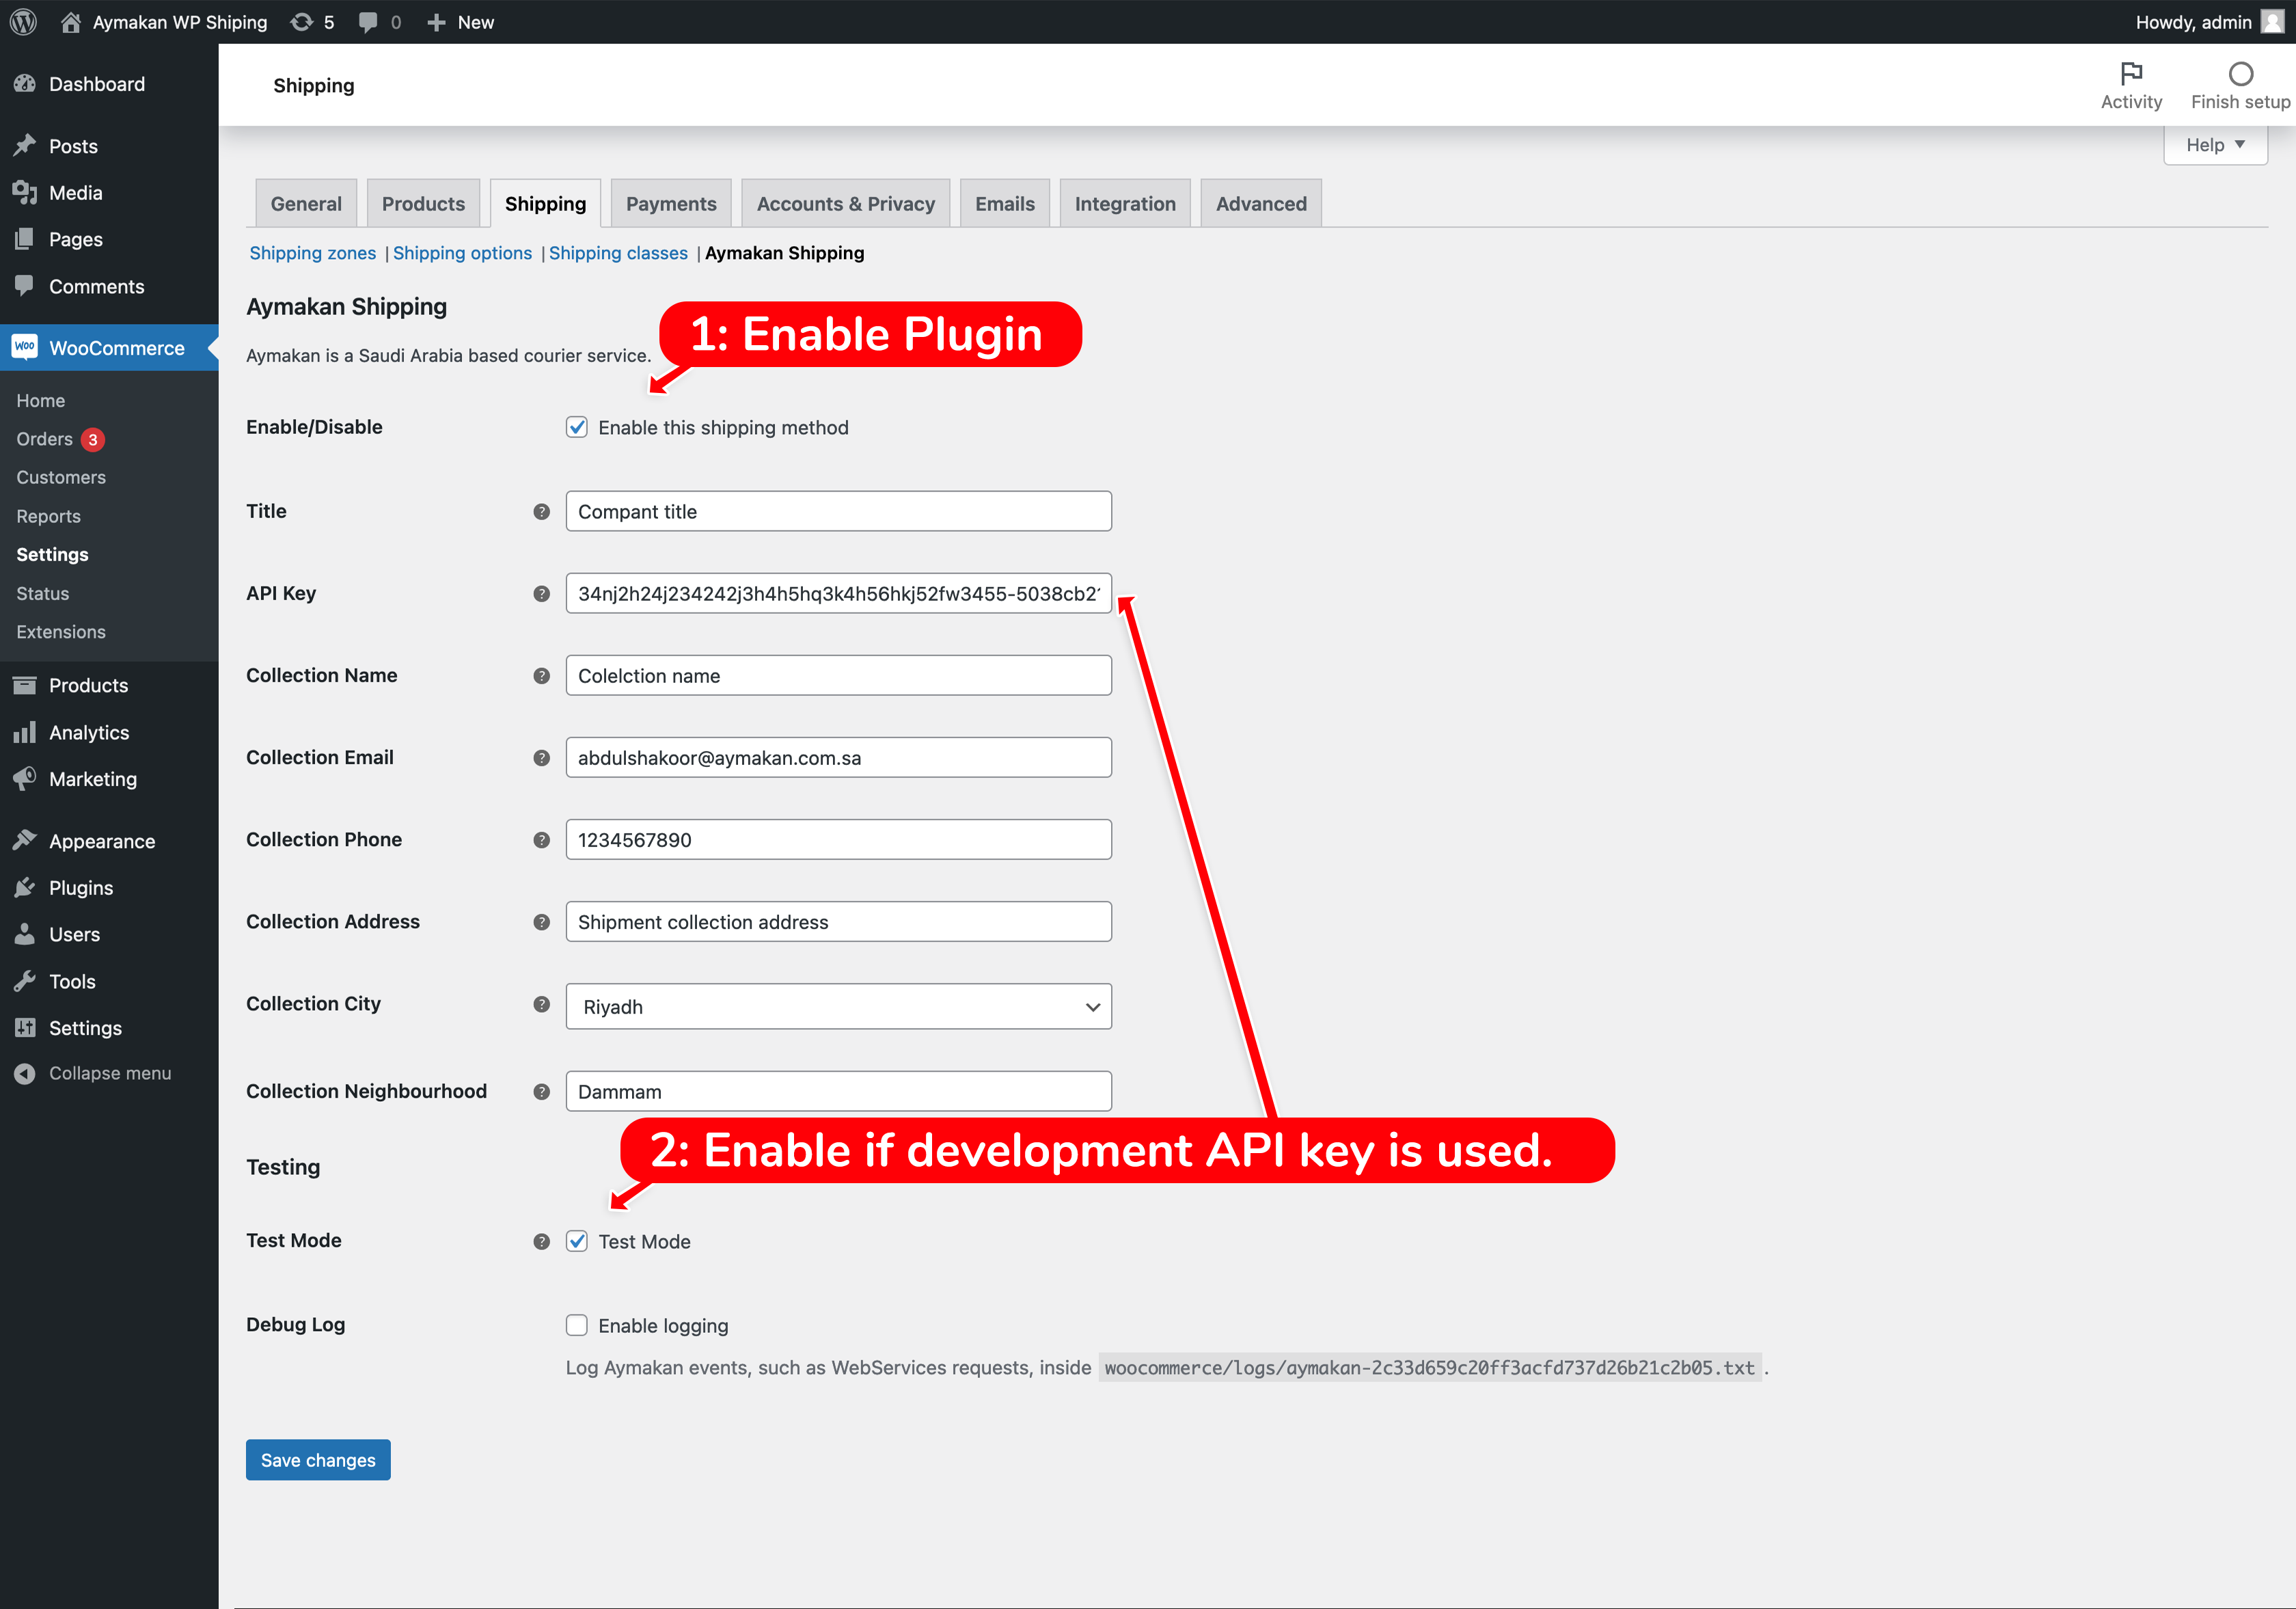 Aymakan WP Shiping 5 0 New Howdy, admin
Dashboard
Posts
Media
Pages
Comments
WooCommerce
Home
Orders 3
Customers
Reports
Settings
Status
Extensions
Products
Analytics
Marketing
Appearance
Plugins
Users
Tools
Settings
Collapse menu
Shipping
Activity
Finish setup
Help
General Products Shipping Payments Accounts & Privacy Emails Integration Advanced
Shipping zones | Shipping options | Shipping classes | Aymakan Shipping
Aymakan Shipping
1: Enable Plugin
Aymakan is a Saudi Arabia based courier service.
Enable/Disable Enable this shipping method
Title ? Compant title
API Key ? 34nj2h24j234242j3h4h5hq3k4h56hkj52fw3455-5038cb2
Collection Name ? Colelction name
Collection Email ? abdulshakoor@aymakan.com.sa
Collection Phone ? 1234567890
Collection Address ? Shipment collection address
Collection City ? Riyadh
Collection Neighbourhood ? Dammam
2: Enable if development API key is used.
Testing
Test Mode ? Test Mode
Debug Log Enable logging
Log Aymakan events, such as WebServices requests, inside woocommerce/logs/aymakan-2c33d659c20ff3acfd737d26b21c2b05.txt .
Save changes